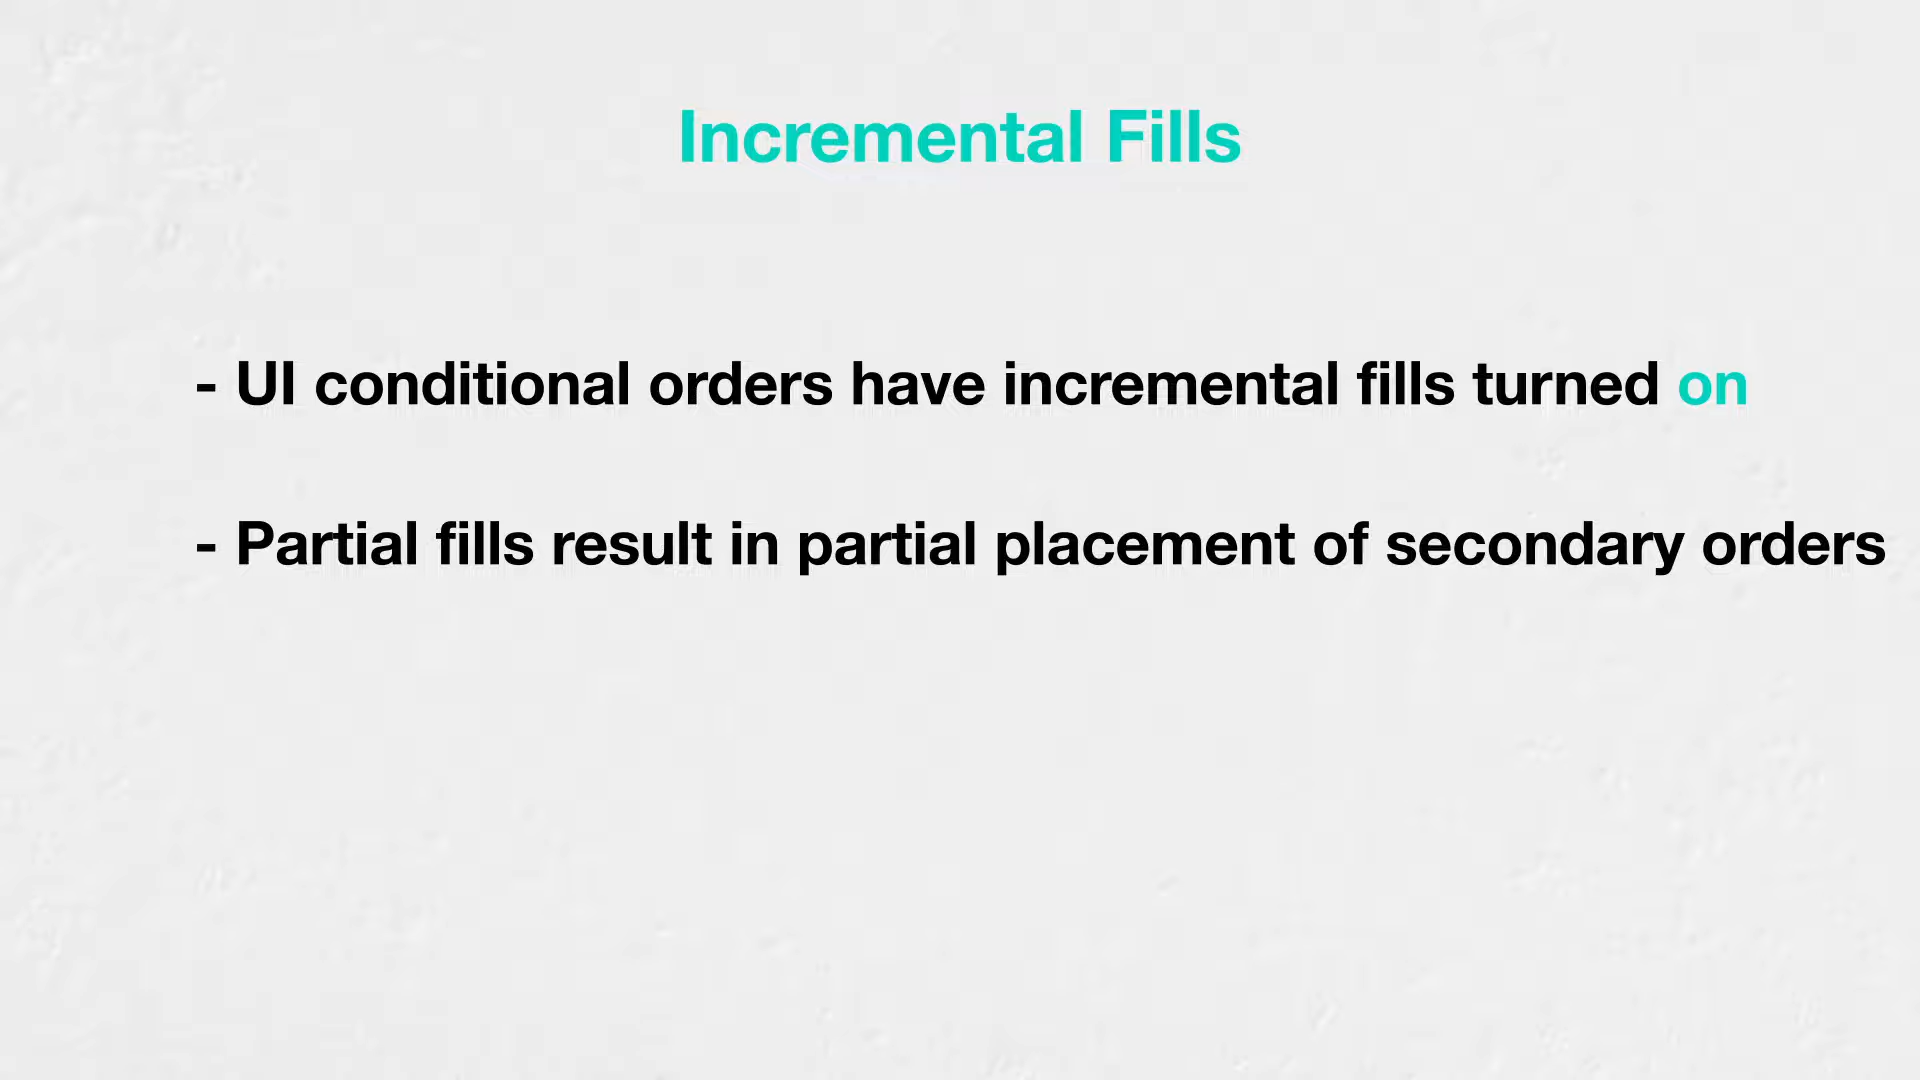 Incremental Fills
- UI conditional orders have incremental fills turned on
- Partial fills result in partial placement of secondary orders